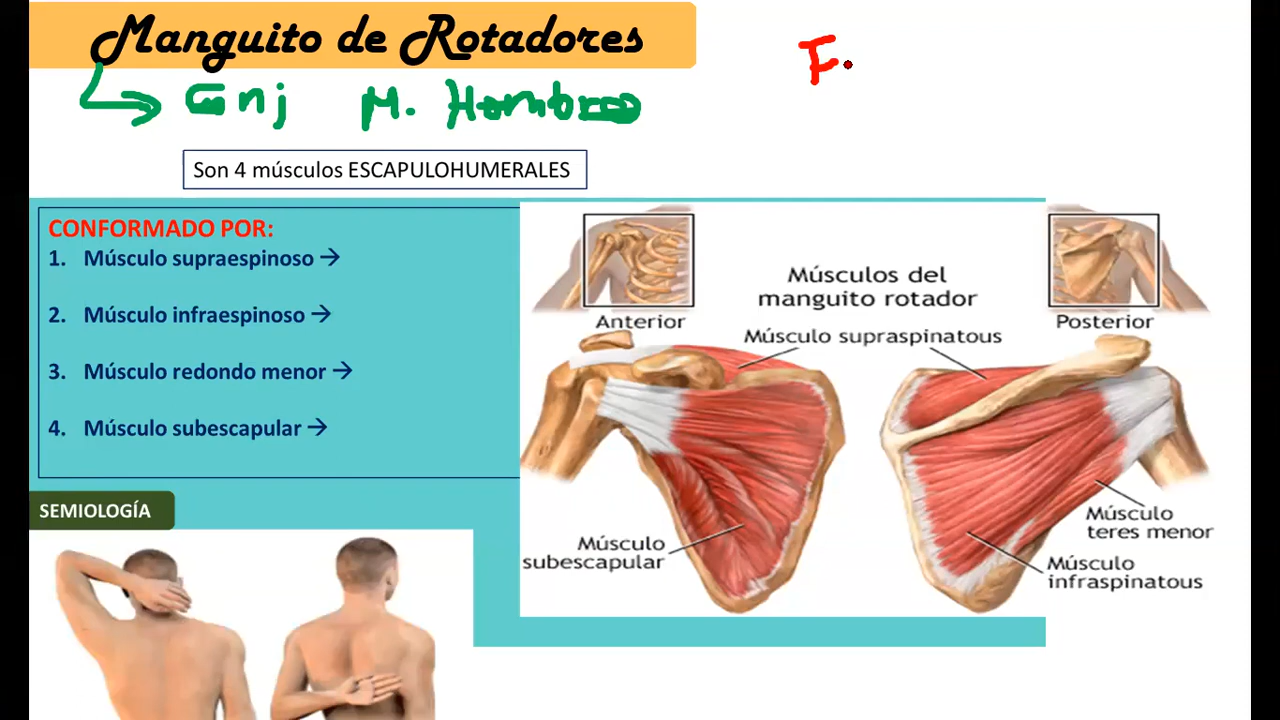 Manguito de Rotadores
F.
Conj M. Hombro
Son 4 músculos ESCAPULOHUMERALES
CONFORMADO POR:
1. Músculo supraespinoso →
2. Músculo infraespinoso →
3. Músculo redondo menor →
4. Músculo subescapular →
SEMIOLOGÍA
Anterior
Músculos del
manguito rotador
Posterior
Músculo supraspinatous
Músculo
subescapular
Músculo
teres menor
Músculo
infraspinatous